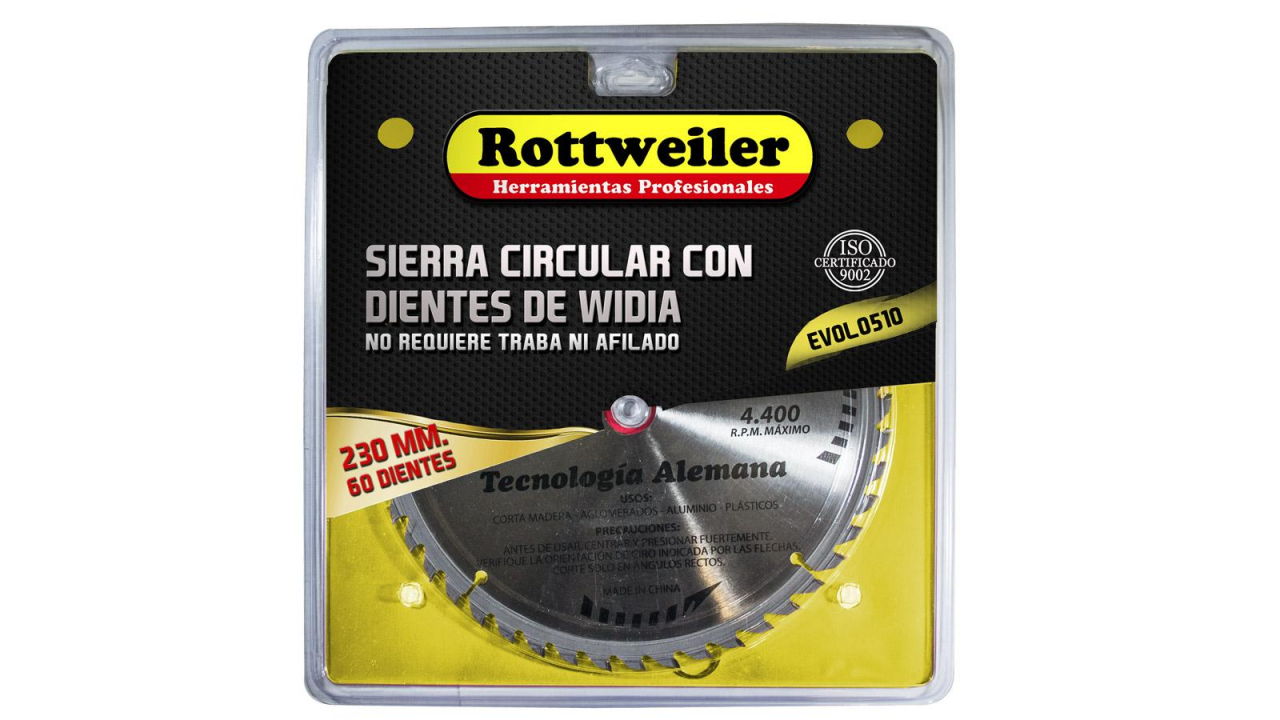 Rottweiler
Herramientas Profesionales
SIERRA CIRCULAR CON
DIENTES DE WIDIA
NO REQUIERE TRABA NI AFILADO
ISO
CERTIFICADO
9002
EVOL0510
230 MM.
60 DIENTES
4.400
R.P.M. MÁXIMO
Tecnología Alemana
USOS:
CORTA MADERA - AGLOMERADOS - ALUMINIO - PLÁSTICOS
PRECAUCIONES:
ANTES DE USAR, CENTRAR Y PRESIONAR FUERTEMENTE.
VERIFIQUE LA ORIENTACIÓN DE GIRO INDICADA POR LAS FLECHAS.
CORTE SOLO EN ANGULOS RECTOS.
MADE IN CHINA